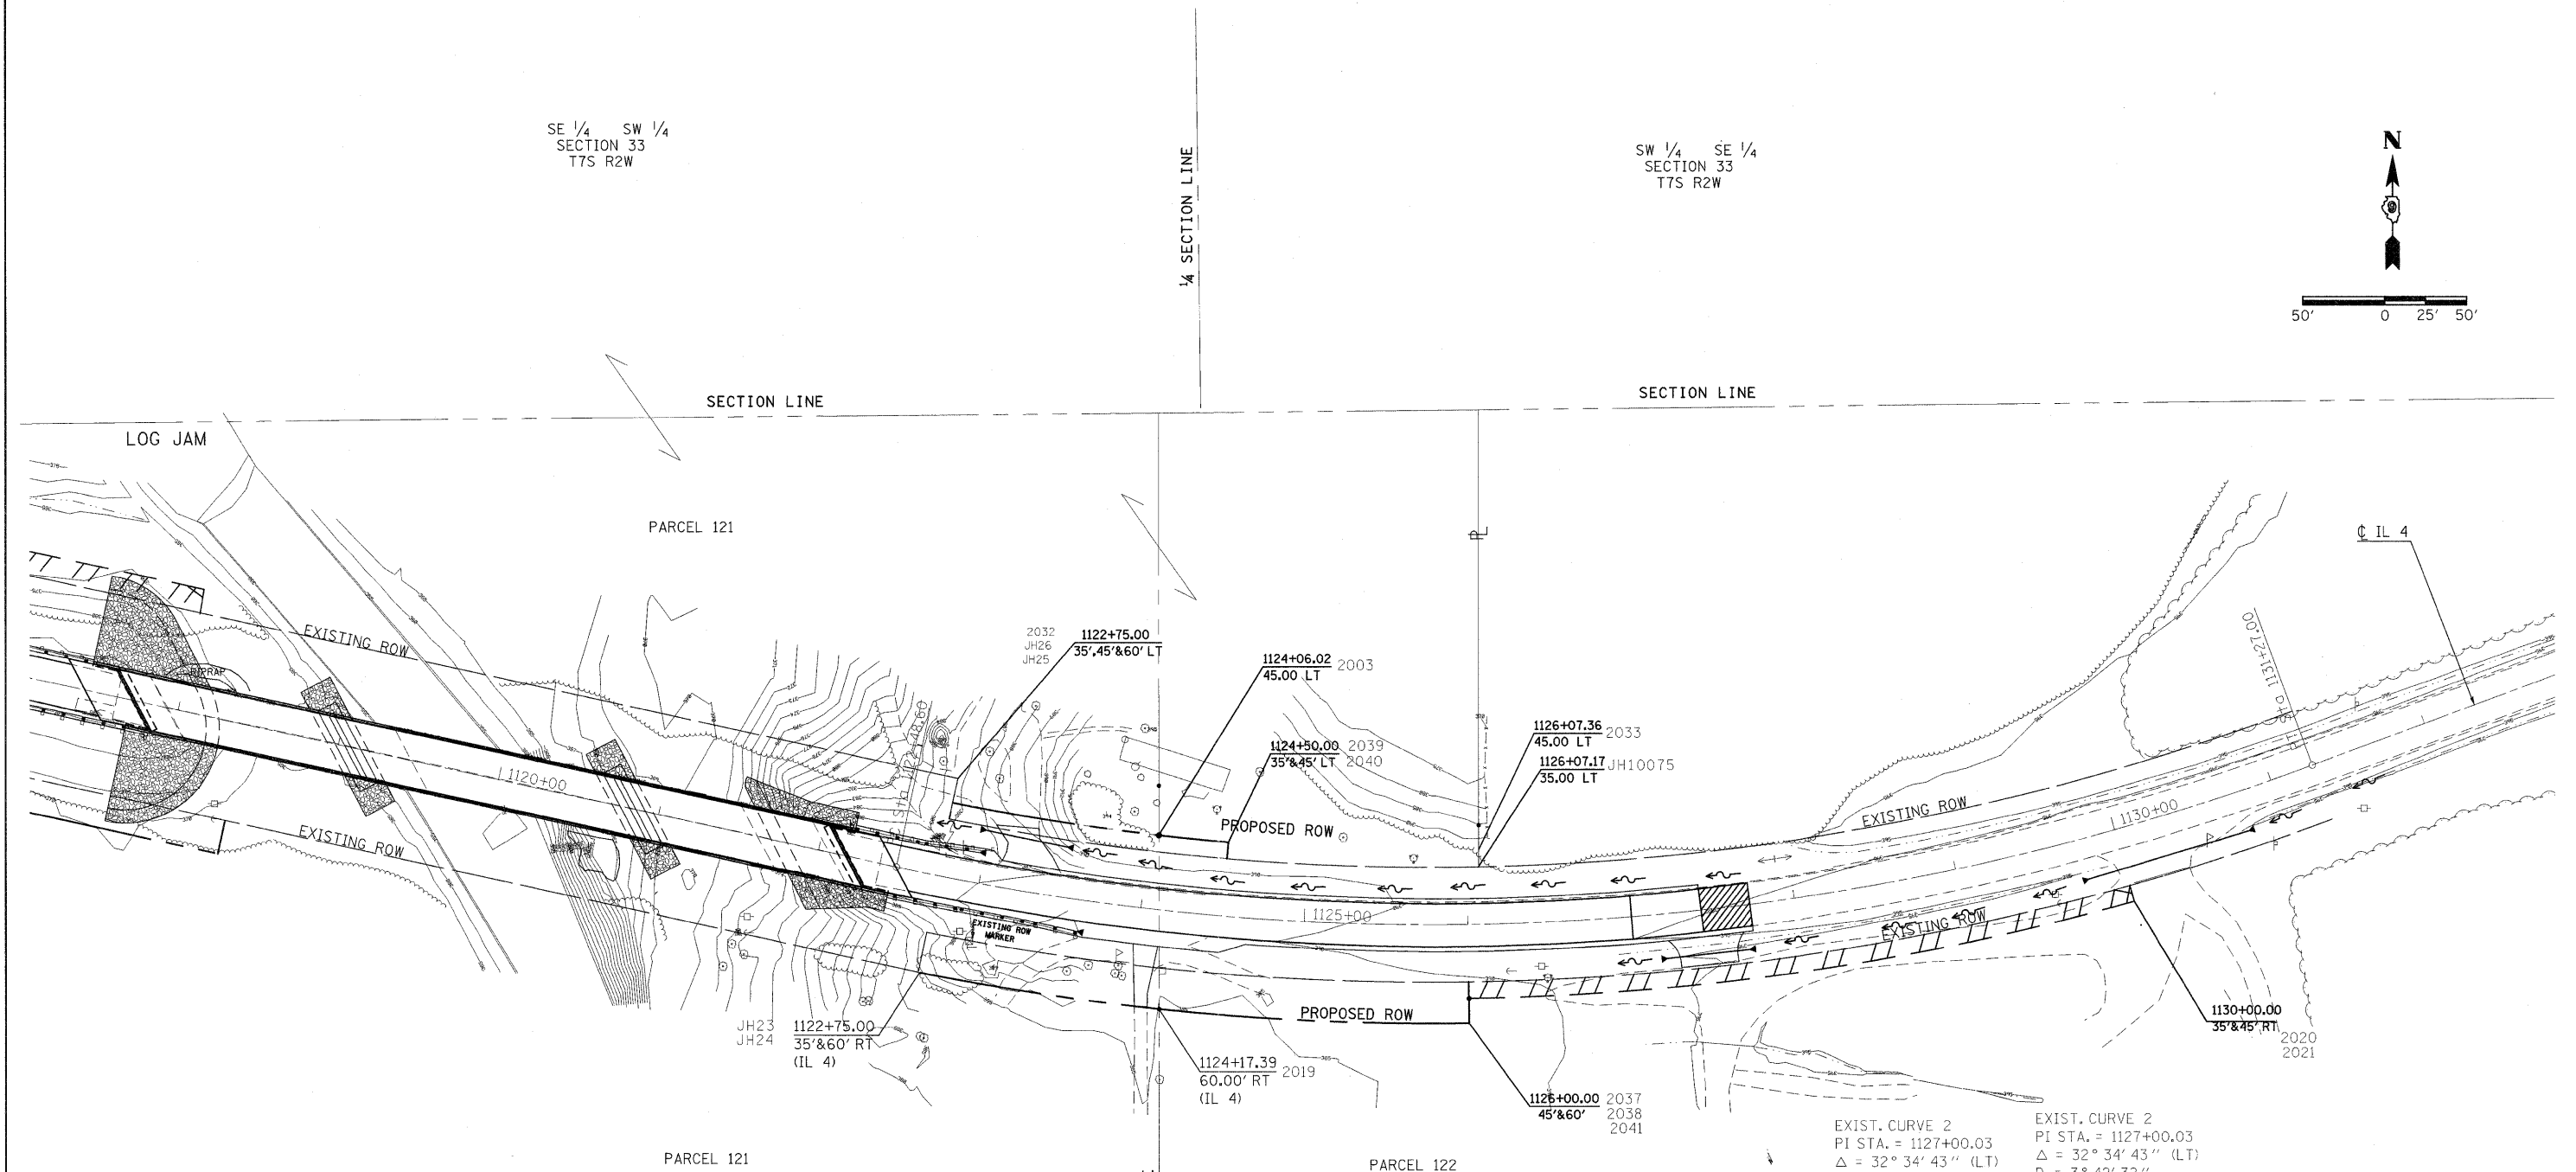 SE 1/4 SW 1/4
SECTION 33
T7S R2W
SW 1/4 SE 1/4
SECTION 33
T7S R2W
N
50' 0 25' 50'
1/4 SECTION LINE
SECTION LINE
SECTION LINE
LOG JAM
PARCEL 121
℄ IL 4
EXISTING ROW
RIPRAP
2032
JH26
JH25
1122+75.00
35',45'&60' LT
1124+06.02 2003
45.00 LT
1124+50.00 2039
35'&45' LT 2040
1126+07.36 2033
45.00 LT
1126+07.17 JH10075
35.00 LT
1120+00
PROPOSED ROW
EXISTING ROW
1130+00
EXISTING ROW
1125+00
EXISTING ROW
MARKER
EXISTING ROW
JH23
JH24
1122+75.00
35'&60' RT
(IL 4)
PROPOSED ROW
1124+17.39 2019
60.00' RT
(IL 4)
1126+00.00 2037
45'&60' 2038
2041
1130+00.00
35'&45' RT
2020
2021
EXIST. CURVE 2
PI STA. = 1127+00.03
Δ = 32° 34' 43" (LT)
EXIST. CURVE 2
PI STA. = 1127+00.03
Δ = 32° 34' 43" (LT)
PARCEL 121
PARCEL 122